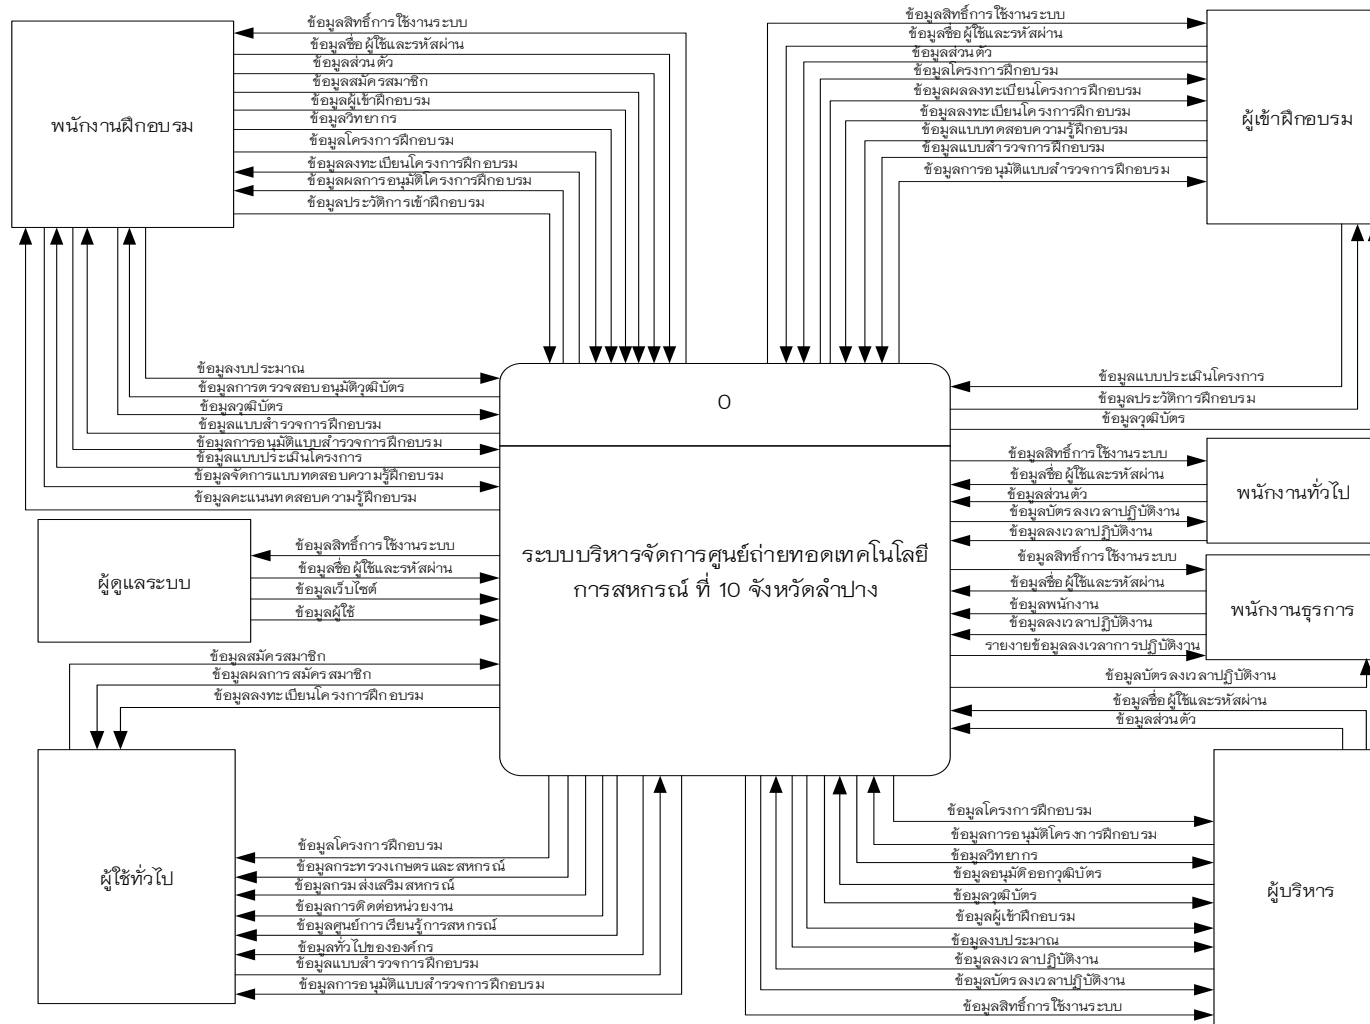 ข้อมูลสิทธิ์การใช้งานระบบ
ข้อมูลชื่อผู้ใช้และรหัสผ่าน
ข้อมูลส่วนตัว
ข้อมูลสมัครสมาชิก
ข้อมูลผู้เข้าฝึกอบรม
ข้อมูลวิทยากร
ข้อมูลโครงการฝึกอบรม
ข้อมูลลงทะเบียนโครงการฝึกอบรม
ข้อมูลผลการอนุมัติโครงการฝึกอบรม
ข้อมูลประวัติการเข้าฝึกอบรม
พนักงานฝึกอบรม
ข้อมูลสิทธิ์การใช้งานระบบ
ข้อมูลชื่อผู้ใช้และรหัสผ่าน
ข้อมูลส่วนตัว
ข้อมูลโครงการฝึกอบรม
ข้อมูลผลลงทะเบียนโครงการฝึกอบรม
ข้อมูลลงทะเบียนโครงการฝึกอบรม
ข้อมูลแบบทดสอบความรู้ฝึกอบรม
ข้อมูลแบบสำรวจการฝึกอบรม
ข้อมูลการอนุมัติแบบสำรวจการฝึกอบรม
ผู้เข้าฝึกอบรม
ข้อมูลงบประมาณ
ข้อมูลการตรวจสอบอนุมัติวุฒิบัตร
ข้อมูลวุฒิบัตร
ข้อมูลแบบสำรวจการฝึกอบรม
ข้อมูลการอนุมัติแบบสำรวจการฝึกอบรม
ข้อมูลแบบประเมินโครงการ
ข้อมูลจัดการแบบทดสอบความรู้ฝึกอบรม
ข้อมูลคะแนนทดสอบความรู้ฝึกอบรม
0
ระบบบริหารจัดการศูนย์ถ่ายทอดเทคโนโลยี
การสหกรณ์ ที่ 10 จังหวัดลำปาง
ข้อมูลแบบประเมินโครงการ
ข้อมูลประวัติการฝึกอบรม
ข้อมูลวุฒิบัตร
ข้อมูลสิทธิ์การใช้งานระบบ
ข้อมูลชื่อผู้ใช้และรหัสผ่าน
ข้อมูลส่วนตัว
ข้อมูลบัตรลงเวลาปฏิบัติงาน
ข้อมูลลงเวลาปฏิบัติงาน
พนักงานทั่วไป
ข้อมูลสิทธิ์การใช้งานระบบ
ข้อมูลชื่อผู้ใช้และรหัสผ่าน
ข้อมูลพนักงาน
ข้อมูลลงเวลาปฏิบัติงาน
รายงายข้อมูลลงเวลาการปฏิบัติงาน
พนักงานธุรการ
ข้อมูลบัตรลงเวลาปฏิบัติงาน
ข้อมูลชื่อผู้ใช้และรหัสผ่าน
ข้อมูลส่วนตัว
ผู้ดูแลระบบ
ข้อมูลสิทธิ์การใช้งานระบบ
ข้อมูลชื่อผู้ใช้และรหัสผ่าน
ข้อมูลเว็บไซต์
ข้อมูลผู้ใช้
ข้อมูลสมัครสมาชิก
ข้อมูลผลการสมัครสมาชิก
ข้อมูลลงทะเบียนโครงการฝึกอบรม
ผู้ใช้ทั่วไป
ข้อมูลโครงการฝึกอบรม
ข้อมูลกระทรวงเกษตรและสหกรณ์
ข้อมูลกรมส่งเสริมสหกรณ์
ข้อมูลการติดต่อหน่วยงาน
ข้อมูลศูนย์การเรียนรู้การสหกรณ์
ข้อมูลทั่วไปขององค์กร
ข้อมูลแบบสำรวจการฝึกอบรม
ข้อมูลการอนุมัติแบบสำรวจการฝึกอบรม
ข้อมูลโครงการฝึกอบรม
ข้อมูลการอนุมัติโครงการฝึกอบรม
ข้อมูลวิทยากร
ข้อมูลอนุมัติออกวุฒิบัตร
ข้อมูลวุฒิบัตร
ข้อมูลผู้เข้าฝึกอบรม
ข้อมูลงบประมาณ
ข้อมูลลงเวลาปฏิบัติงาน
ข้อมูลบัตรลงเวลาปฏิบัติงาน
ข้อมูลสิทธิ์การใช้งานระบบ
ผู้บริหาร